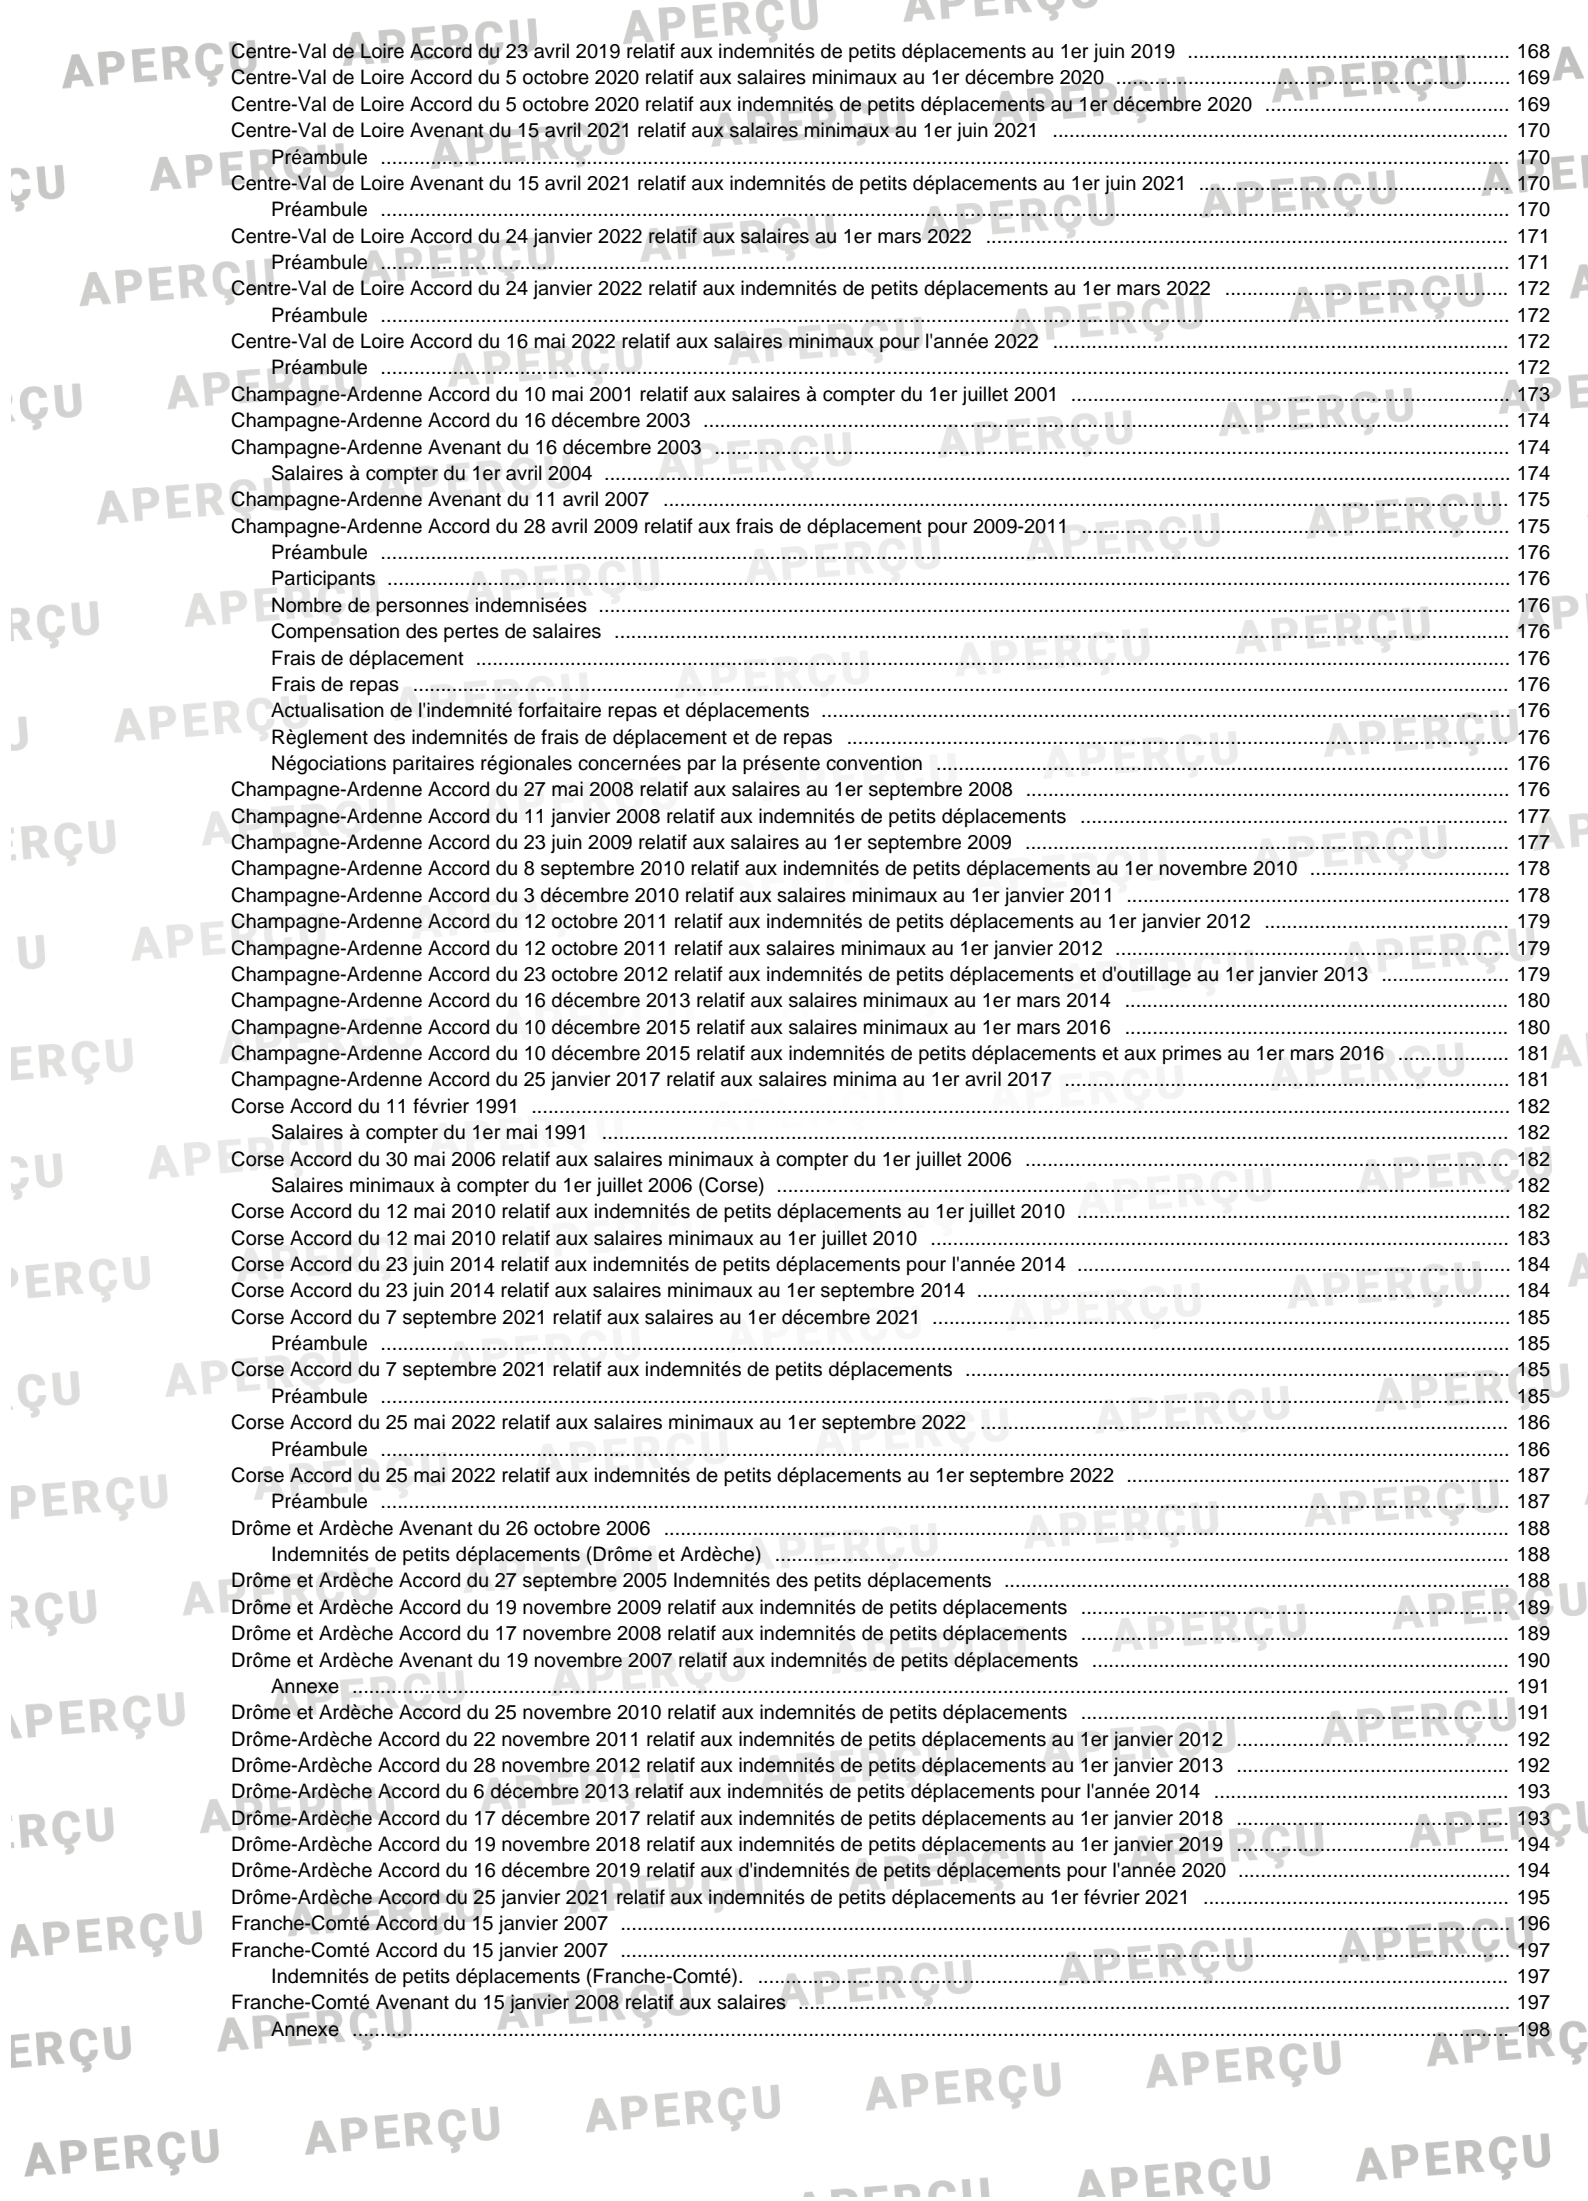 Centre-Val de Loire Accord du 23 avril 2019 relatif aux indemnités de petits déplacements au 1er juin 2019 ... 168
Centre-Val de Loire Accord du 5 octobre 2020 relatif aux salaires minimaux au 1er décembre 2020 ... 169
Centre-Val de Loire Accord du 5 octobre 2020 relatif aux indemnités de petits déplacements au 1er décembre 2020 ... 169
Centre-Val de Loire Avenant du 15 avril 2021 relatif aux salaires minimaux au 1er juin 2021 ... 170
Préambule ... 170
Centre-Val de Loire Avenant du 15 avril 2021 relatif aux indemnités de petits déplacements au 1er juin 2021 ... 170
Préambule ... 170
Centre-Val de Loire Accord du 24 janvier 2022 relatif aux salaires au 1er mars 2022 ... 171
Préambule ... 171
Centre-Val de Loire Accord du 24 janvier 2022 relatif aux indemnités de petits déplacements au 1er mars 2022 ... 172
Préambule ... 172
Centre-Val de Loire Accord du 16 mai 2022 relatif aux salaires minimaux pour l'année 2022 ... 172
Préambule ... 172
Champagne-Ardenne Accord du 10 mai 2001 relatif aux salaires à compter du 1er juillet 2001 ... 173
Champagne-Ardenne Accord du 16 décembre 2003 ... 174
Champagne-Ardenne Avenant du 16 décembre 2003 ... 174
Salaires à compter du 1er avril 2004 ... 174
Champagne-Ardenne Avenant du 11 avril 2007 ... 175
Champagne-Ardenne Accord du 28 avril 2009 relatif aux frais de déplacement pour 2009-2011 ... 175
Préambule ... 176
Participants ... 176
Nombre de personnes indemnisées ... 176
Compensation des pertes de salaires ... 176
Frais de déplacement ... 176
Frais de repas ... 176
Actualisation de l'indemnité forfaitaire repas et déplacements ... 176
Règlement des indemnités de frais de déplacement et de repas ... 176
Négociations paritaires régionales concernées par la présente convention ... 176
Champagne-Ardenne Accord du 27 mai 2008 relatif aux salaires au 1er septembre 2008 ... 176
Champagne-Ardenne Accord du 11 janvier 2008 relatif aux indemnités de petits déplacements ... 177
Champagne-Ardenne Accord du 23 juin 2009 relatif aux salaires au 1er septembre 2009 ... 177
Champagne-Ardenne Accord du 8 septembre 2010 relatif aux indemnités de petits déplacements au 1er novembre 2010 ... 178
Champagne-Ardenne Accord du 3 décembre 2010 relatif aux salaires minimaux au 1er janvier 2011 ... 178
Champagne-Ardenne Accord du 12 octobre 2011 relatif aux indemnités de petits déplacements au 1er janvier 2012 ... 179
Champagne-Ardenne Accord du 12 octobre 2011 relatif aux salaires minimaux au 1er janvier 2012 ... 179
Champagne-Ardenne Accord du 23 octobre 2012 relatif aux indemnités de petits déplacements et d'outillage au 1er janvier 2013 ... 179
Champagne-Ardenne Accord du 16 décembre 2013 relatif aux salaires minimaux au 1er mars 2014 ... 180
Champagne-Ardenne Accord du 10 décembre 2015 relatif aux salaires minimaux au 1er mars 2016 ... 180
Champagne-Ardenne Accord du 10 décembre 2015 relatif aux indemnités de petits déplacements et aux primes au 1er mars 2016 ... 181
Champagne-Ardenne Accord du 25 janvier 2017 relatif aux salaires minima au 1er avril 2017 ... 181
Corse Accord du 11 février 1991 ... 182
Salaires à compter du 1er mai 1991 ... 182
Corse Accord du 30 mai 2006 relatif aux salaires minimaux à compter du 1er juillet 2006 ... 182
Salaires minimaux à compter du 1er juillet 2006 (Corse) ... 182
Corse Accord du 12 mai 2010 relatif aux indemnités de petits déplacements au 1er juillet 2010 ... 182
Corse Accord du 12 mai 2010 relatif aux salaires minimaux au 1er juillet 2010 ... 183
Corse Accord du 23 juin 2014 relatif aux indemnités de petits déplacements pour l'année 2014 ... 184
Corse Accord du 23 juin 2014 relatif aux salaires minimaux au 1er septembre 2014 ... 184
Corse Accord du 7 septembre 2021 relatif aux salaires au 1er décembre 2021 ... 185
Préambule ... 185
Corse Accord du 7 septembre 2021 relatif aux indemnités de petits déplacements ... 185
Préambule ... 185
Corse Accord du 25 mai 2022 relatif aux salaires minimaux au 1er septembre 2022 ... 186
Préambule ... 186
Corse Accord du 25 mai 2022 relatif aux indemnités de petits déplacements au 1er septembre 2022 ... 187
Préambule ... 187
Drôme et Ardèche Avenant du 26 octobre 2006 ... 188
Indemnités de petits déplacements (Drôme et Ardèche) ... 188
Drôme et Ardèche Accord du 27 septembre 2005 Indemnités des petits déplacements ... 188
Drôme et Ardèche Accord du 19 novembre 2009 relatif aux indemnités de petits déplacements ... 189
Drôme et Ardèche Accord du 17 novembre 2008 relatif aux indemnités de petits déplacements ... 189
Drôme et Ardèche Avenant du 19 novembre 2007 relatif aux indemnités de petits déplacements ... 190
Annexe ... 191
Drôme et Ardèche Accord du 25 novembre 2010 relatif aux indemnités de petits déplacements ... 191
Drôme-Ardèche Accord du 22 novembre 2011 relatif aux indemnités de petits déplacements au 1er janvier 2012 ... 192
Drôme-Ardèche Accord du 28 novembre 2012 relatif aux indemnités de petits déplacements au 1er janvier 2013 ... 192
Drôme-Ardèche Accord du 6 décembre 2013 relatif aux indemnités de petits déplacements pour l'année 2014 ... 193
Drôme-Ardèche Accord du 17 décembre 2017 relatif aux indemnités de petits déplacements au 1er janvier 2018 ... 193
Drôme-Ardèche Accord du 19 novembre 2018 relatif aux indemnités de petits déplacements au 1er janvier 2019 ... 194
Drôme-Ardèche Accord du 16 décembre 2019 relatif aux d'indemnités de petits déplacements pour l'année 2020 ... 194
Drôme-Ardèche Accord du 25 janvier 2021 relatif aux indemnités de petits déplacements au 1er février 2021 ... 195
Franche-Comté Accord du 15 janvier 2007 ... 196
Franche-Comté Accord du 15 janvier 2007 ... 197
Indemnités de petits déplacements (Franche-Comté). ... 197
Franche-Comté Avenant du 15 janvier 2008 relatif aux salaires ... 197
Annexe ... 198
APERÇU